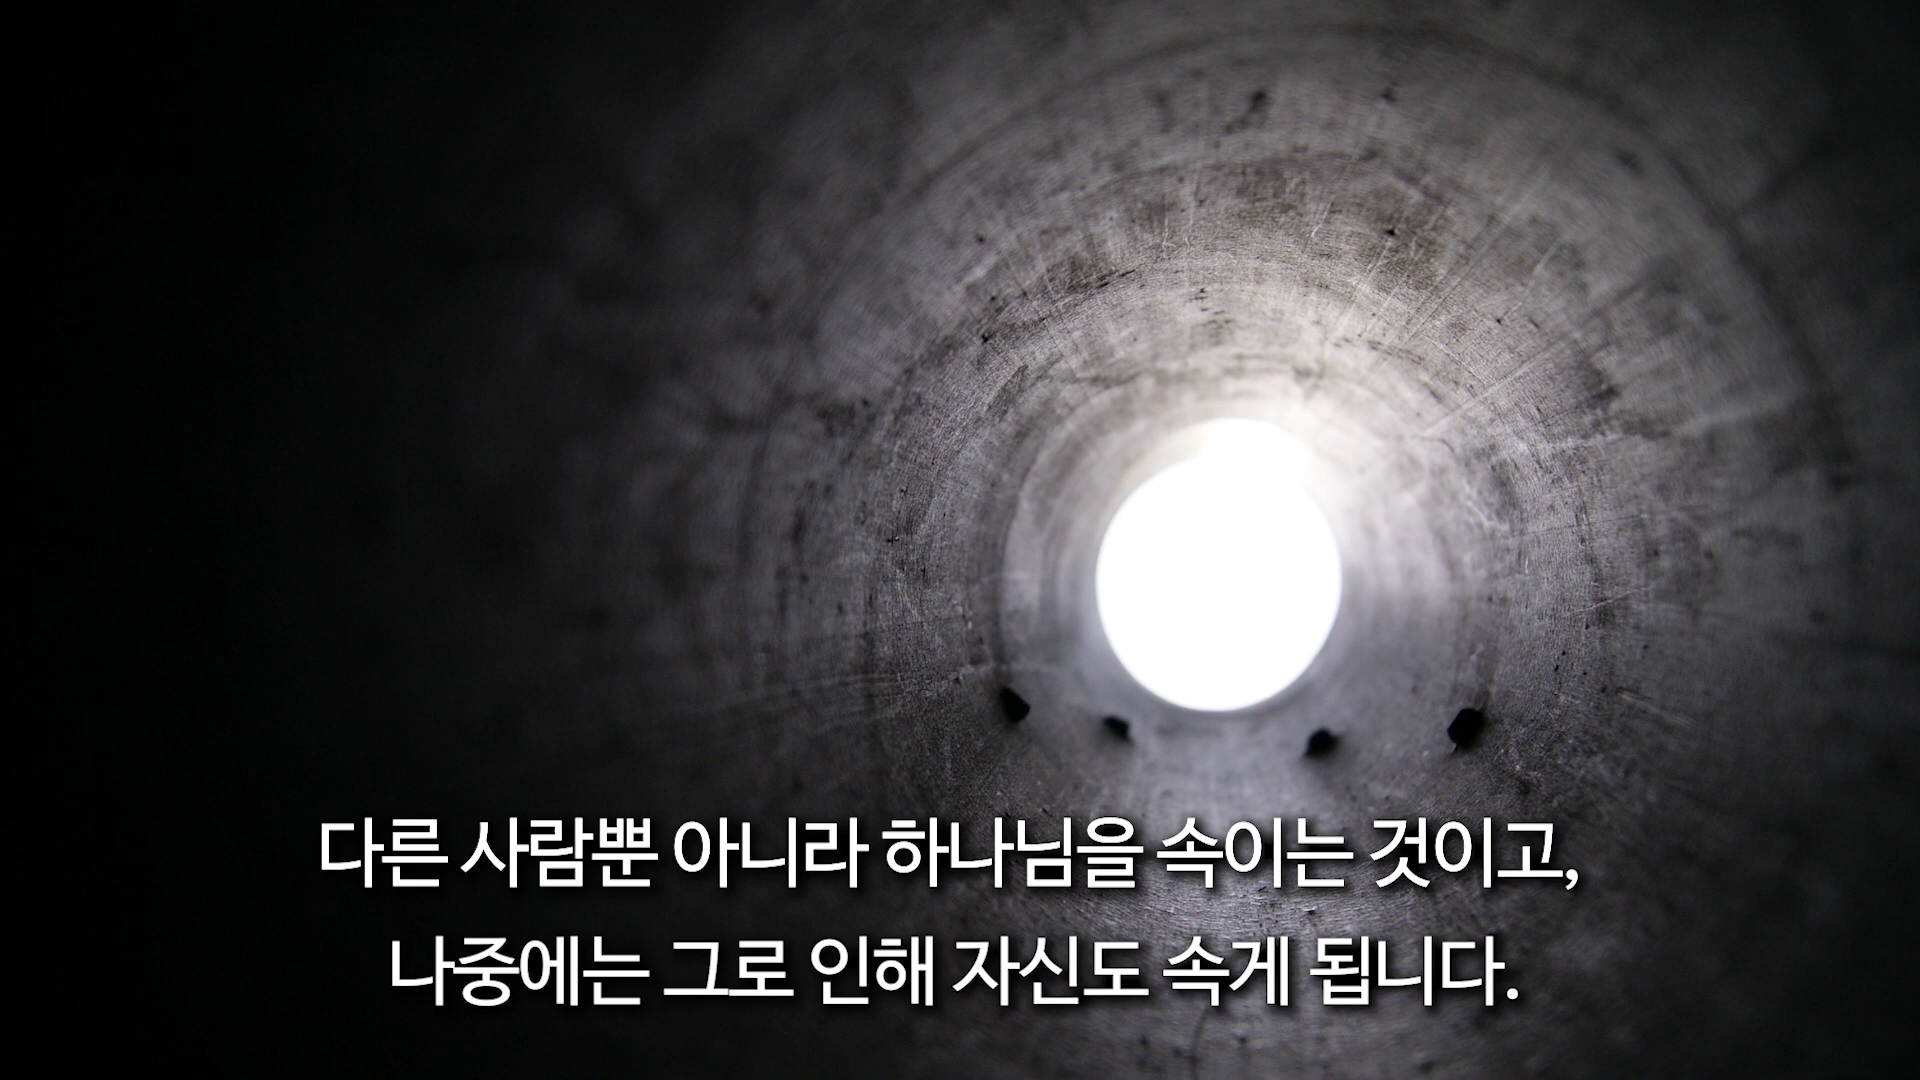 다른 사람뿐 아니라 하나님을 속이는 것이고,
나중에는 그로 인해 자신도 속게 됩니다.